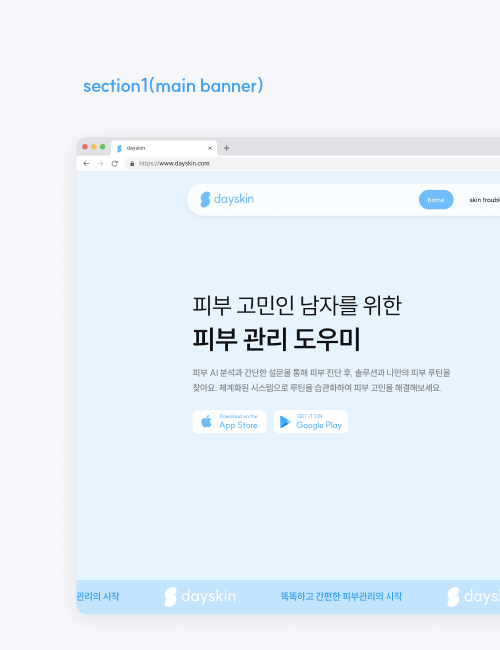 section1(main banner)
dayskin
https://www.dayskin.com
dayskin
home
피부 고민인 남자를 위한
피부 관리 도우미
피부 AI 분석과 간단한 설문을 통해 피부 진단 후, 솔루션과 나만의 피부 루틴을
찾아요. 체계화된 시스템으로 루틴을 습관화하여 피부 고민을 해결해보세요.
Download on the
App Store
GET IT ON
Google Play
관리의 시작
dayskin
똑똑하고 간편한 피부관리의 시작